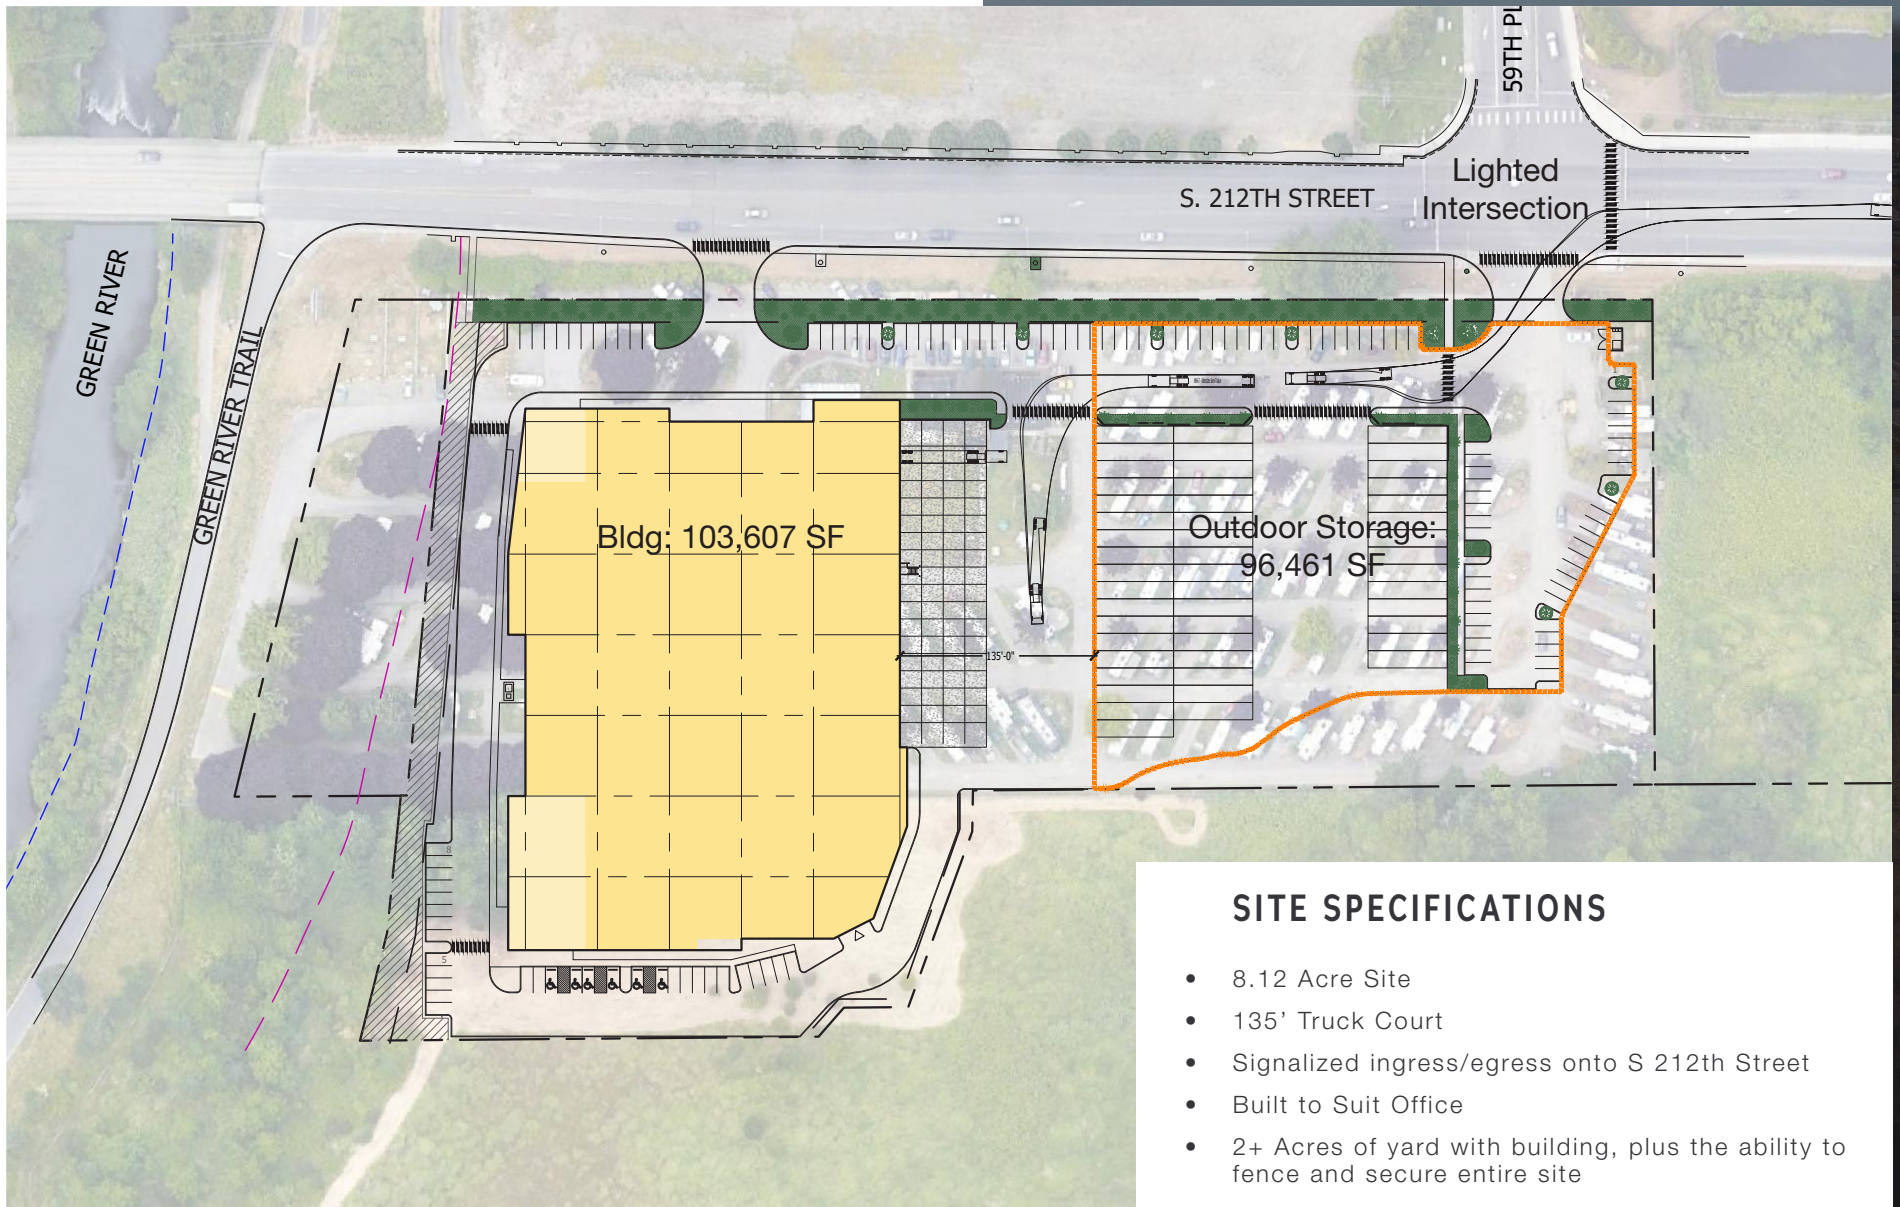 59TH PL
Lighted
Intersection
S. 212TH STREET
GREEN RIVER
GREEN RIVER TRAIL
Bldg: 103,607 SF
Outdoor Storage:
96,461 SF
135'-0"
8
5
SITE SPECIFICATIONS
• 8.12 Acre Site
• 135’ Truck Court
• Signalized ingress/egress onto S 212th Street
• Built to Suit Office
• 2+ Acres of yard with building, plus the ability to
fence and secure entire site